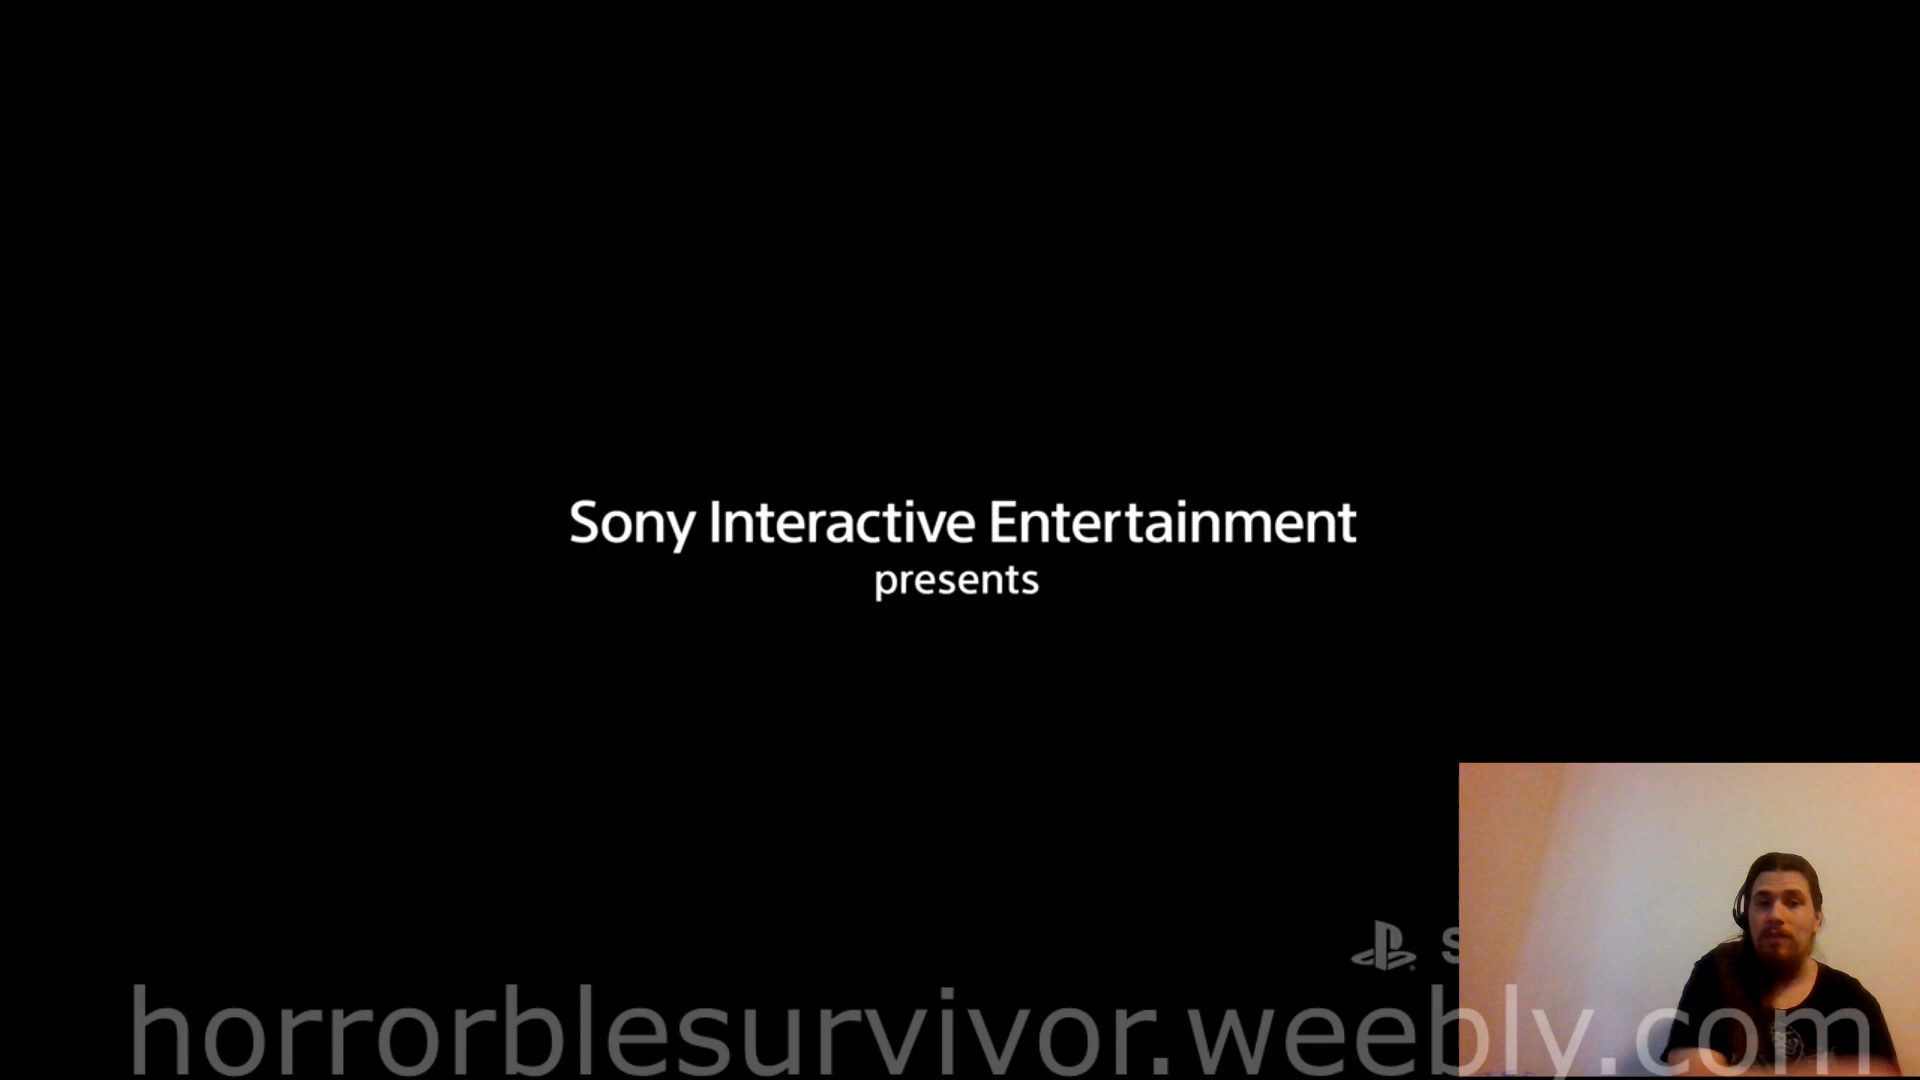 Sony Interactive Entertainment
presents
S
horrorblesurvivor.weebly.com